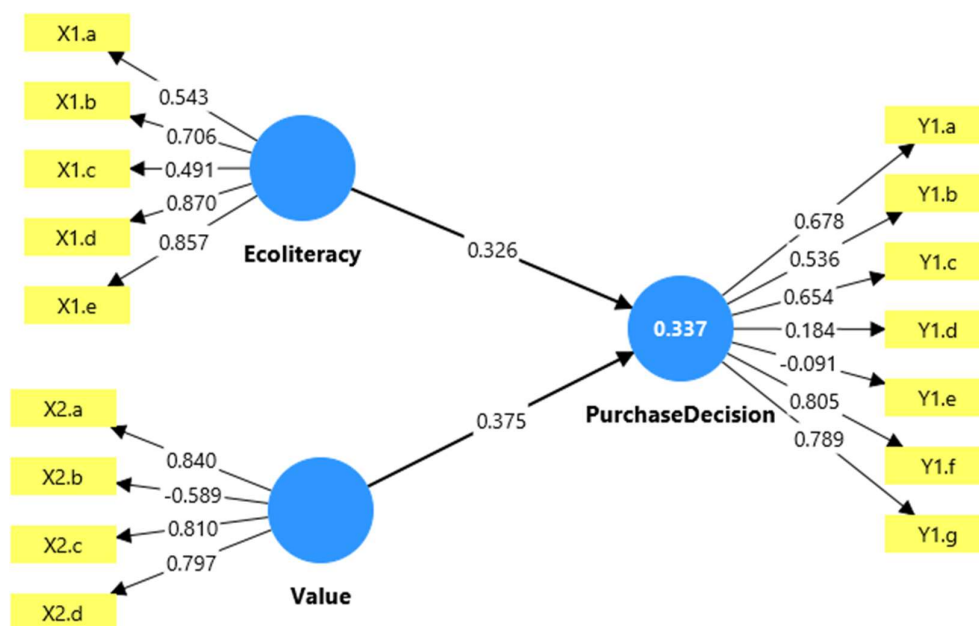 X1.a
X1.b
X1.c
X1.d
X1.e
0.543
0.706
0.491
0.870
0.857
Ecoliteracy
0.326
X2.a
X2.b
X2.c
X2.d
0.840
-0.589
0.810
0.797
Value
0.375
0.337
PurchaseDecision
0.678
0.536
0.654
0.184
-0.091
0.805
0.789
Y1.a
Y1.b
Y1.c
Y1.d
Y1.e
Y1.f
Y1.g